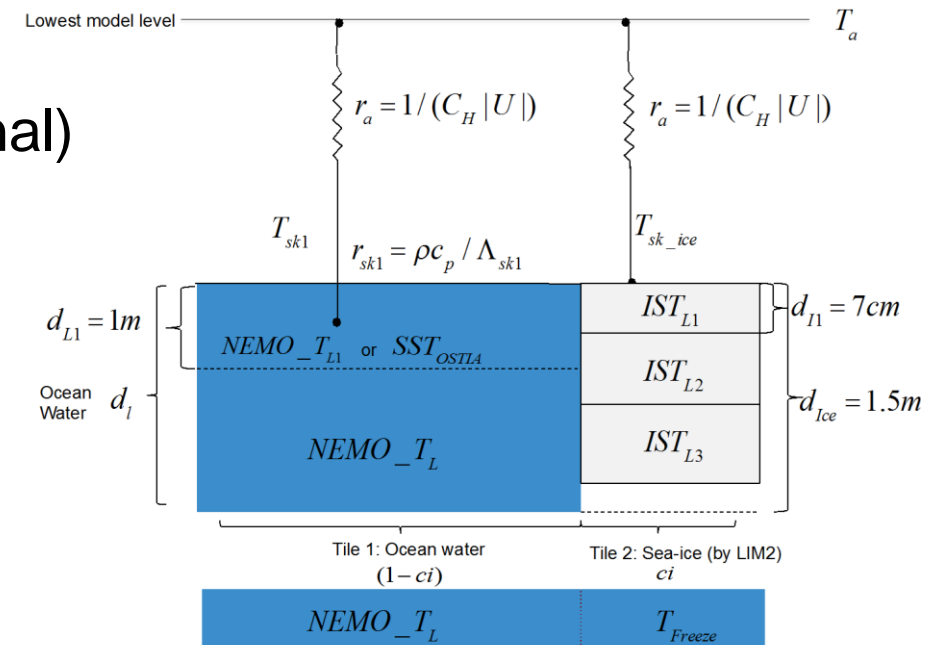 Lowest model level
T_a
nal)
r_a = 1/(C_H |U|)
r_a = 1/(C_H |U|)
T_sk1
T_sk_ice
r_sk1 = ρc_p / Λ_sk1
d_L1 = 1m
IST_L1
d_I1 = 7cm
NEMO_T_L1 or SST_OSTIA
Ocean Water d_l
IST_L2
d_Ice = 1.5m
NEMO_T_L
IST_L3
Tile 1: Ocean water
(1-ci)
Tile 2: Sea-ice (by LIM2)
ci
NEMO_T_L
T_Freeze